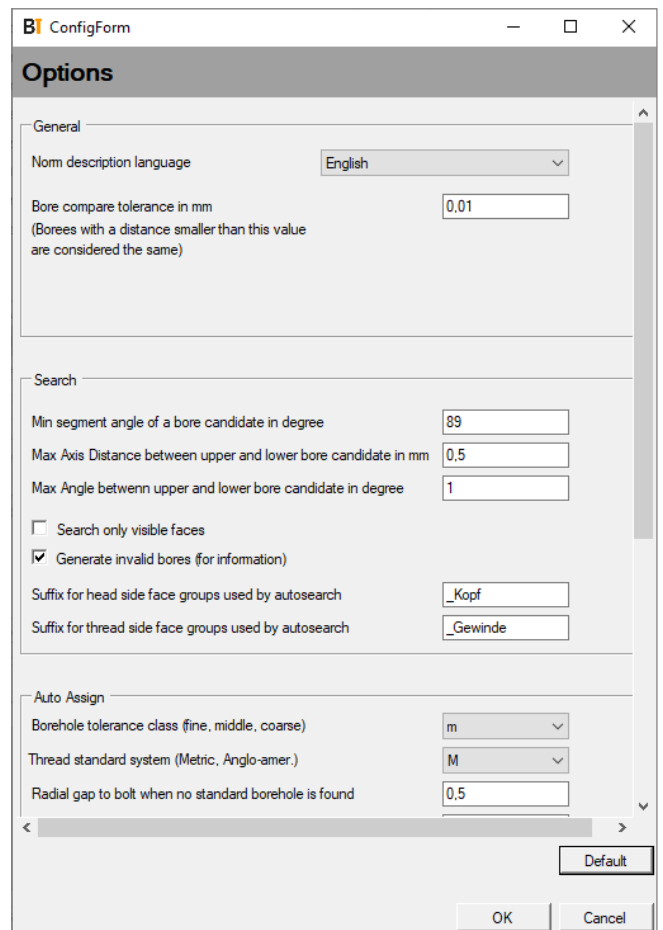 BT ConfigForm
Options
General
Norm description language English
Bore compare tolerance in mm 0,01
(Borees with a distance smaller than this value
are considered the same)
Search
Min segment angle of a bore candidate in degree 89
Max Axis Distance between upper and lower bore candidate in mm 0,5
Max Angle betwenn upper and lower bore candidate in degree 1
Search only visible faces
Generate invalid bores (for information)
Suffix for head side face groups used by autosearch _Kopf
Suffix for thread side face groups used by autosearch _Gewinde
Auto Assign
Borehole tolerance class (fine, middle, coarse) m
Thread standard system (Metric, Anglo-amer.) M
Radial gap to bolt when no standard borehole is found 0,5
Default
OK Cancel